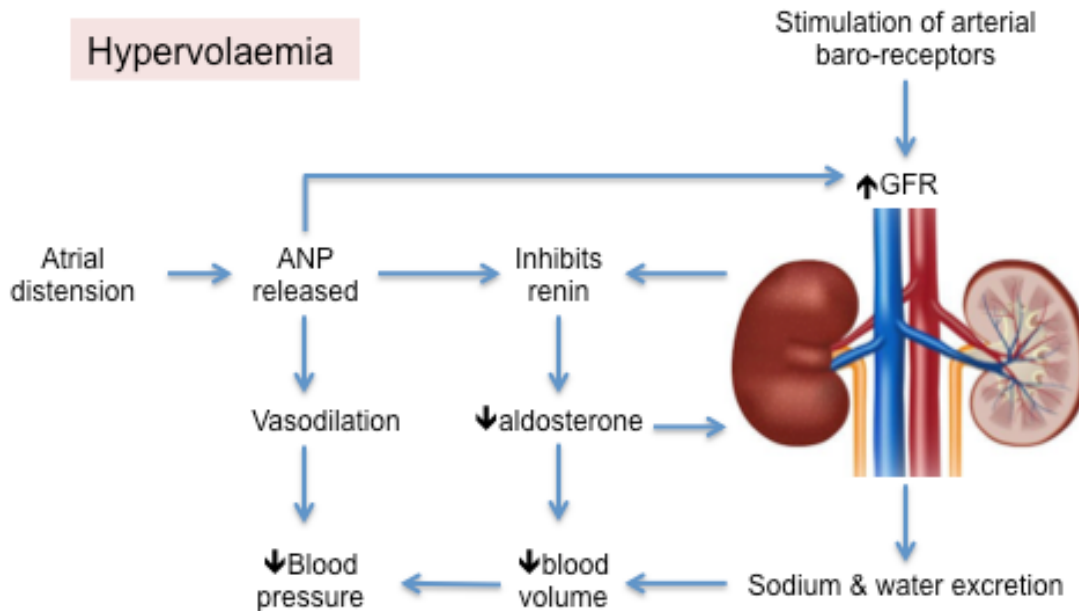 Hypervolaemia
Stimulation of arterial
baro-receptors
↑GFR
Atrial
distension
ANP
released
Inhibits
renin
Vasodilation
↓aldosterone
↓Blood
pressure
↓blood
volume
Sodium & water excretion